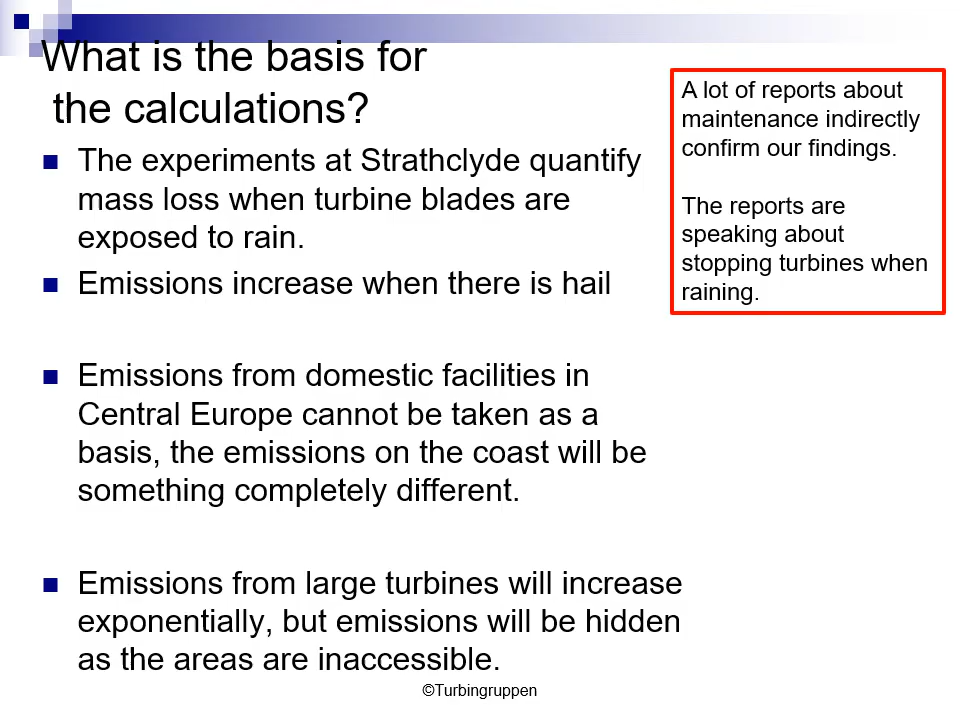 What is the basis for
the calculations?
The experiments at Strathclyde quantify
mass loss when turbine blades are
exposed to rain.
Emissions increase when there is hail
Emissions from domestic facilities in
Central Europe cannot be taken as a
basis, the emissions on the coast will be
something completely different.
Emissions from large turbines will increase
exponentially, but emissions will be hidden
as the areas are inaccessible.
A lot of reports about
maintenance indirectly
confirm our findings.
The reports are
speaking about
stopping turbines when
raining.
©Turbingruppen